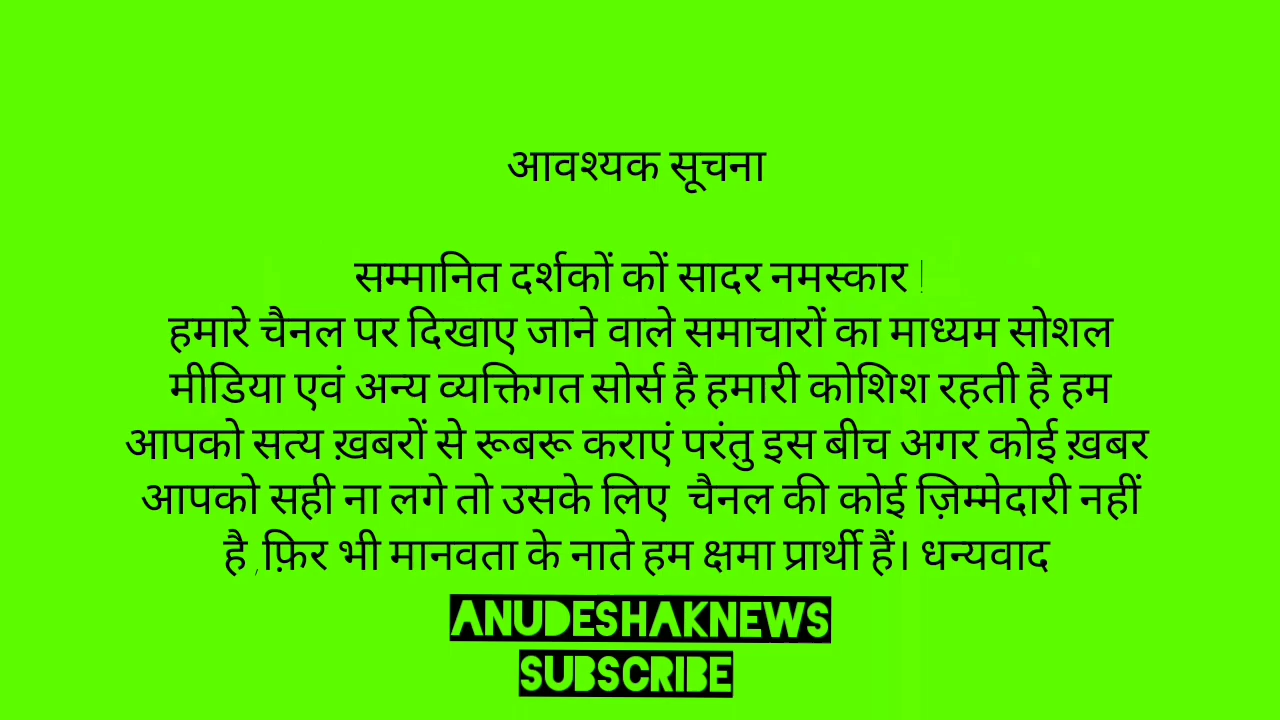 आवश्यक सूचना
सम्मानित दर्शकों कों सादर नमस्कार !
हमारे चैनल पर दिखाए जाने वाले समाचारों का माध्यम सोशल
मीडिया एवं अन्य व्यक्तिगत सोर्स है हमारी कोशिश रहती है हम
आपको सत्य ख़बरों से रूबरू कराएं परंतु इस बीच अगर कोई ख़बर
आपको सही ना लगे तो उसके लिए चैनल की कोई ज़िम्मेदारी नहीं
है ,फ़िर भी मानवता के नाते हम क्षमा प्रार्थी हैं। धन्यवाद
ANUDESHAKNEWS
SUBSCRIBE